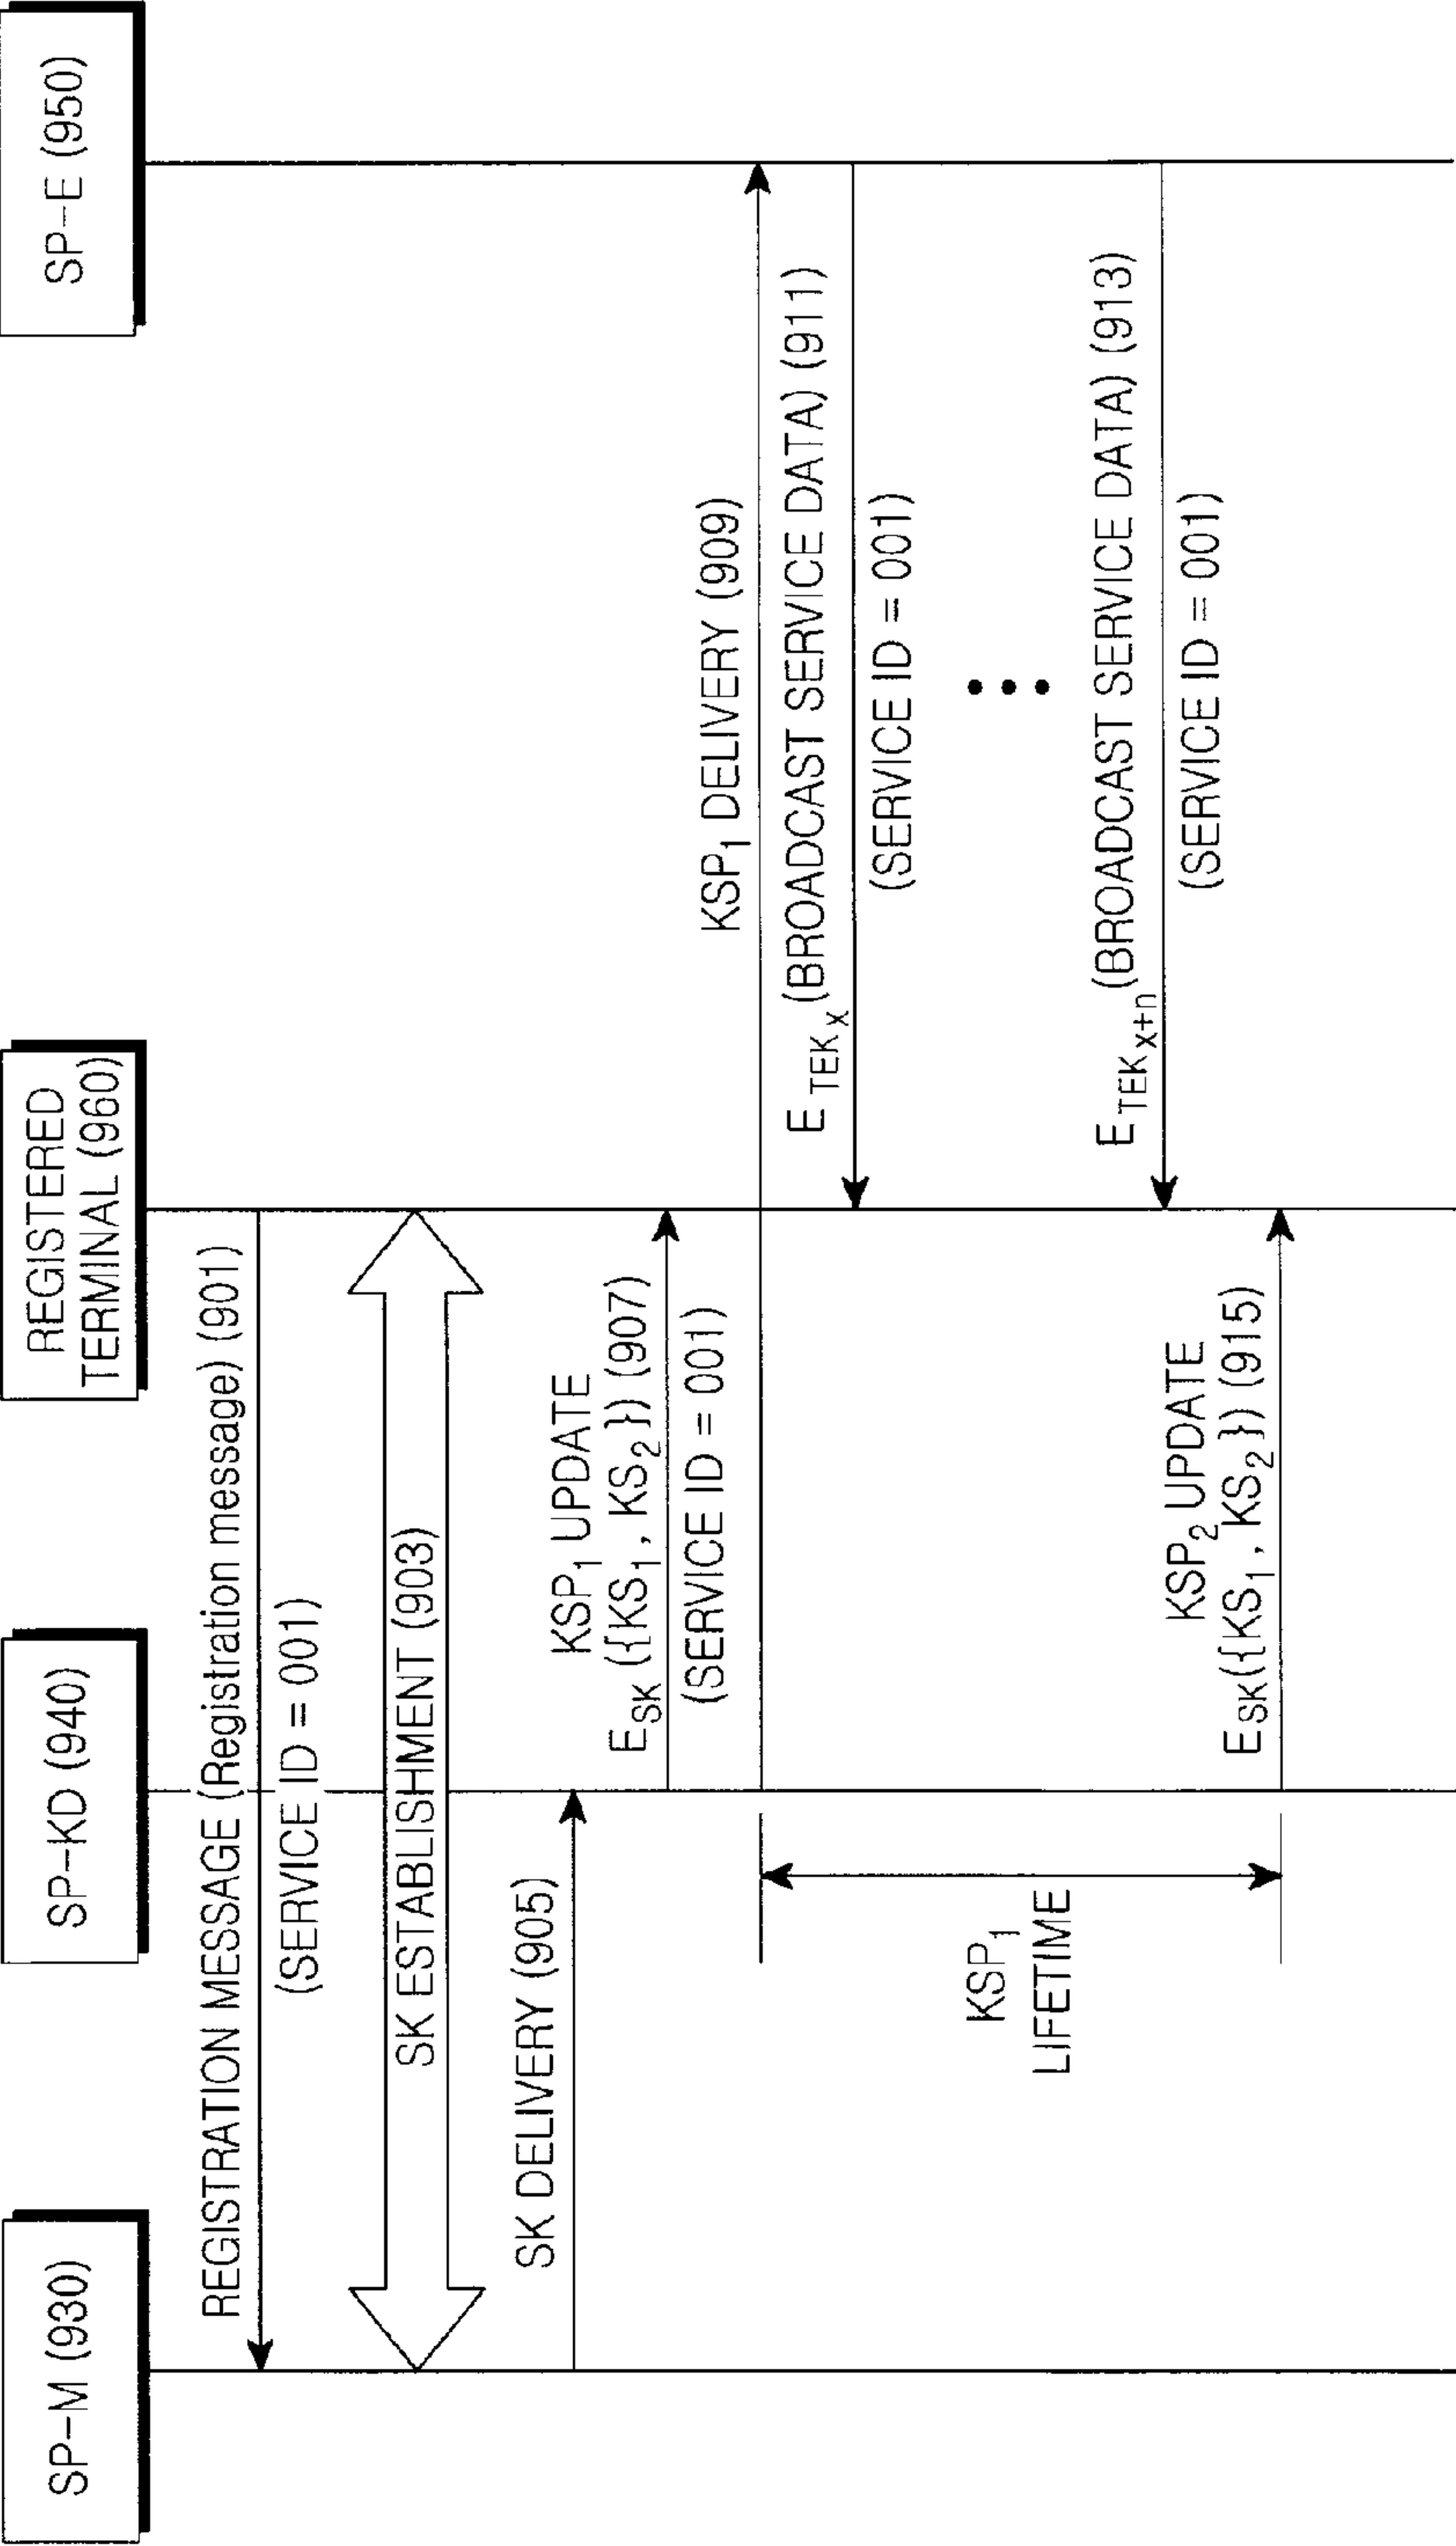 SP-M (930)
SP-KD (940)
REGISTERED
TERMINAL (960)
SP-E (950)
REGISTRATION MESSAGE (Registration message) (901)
(SERVICE ID = 001)
SK ESTABLISHMENT (903)
SK DELIVERY (905)
KSP1 UPDATE
ESK ({KS1, KS2}) (907)
(SERVICE ID = 001)
KSP1 DELIVERY (909)
ETEKx(BROADCAST SERVICE DATA) (911)
(SERVICE ID = 001)
KSP1
LIFETIME
ETEKx+n(BROADCAST SERVICE DATA) (913)
(SERVICE ID = 001)
KSP2 UPDATE
ESK({KS1, KS2}) (915)